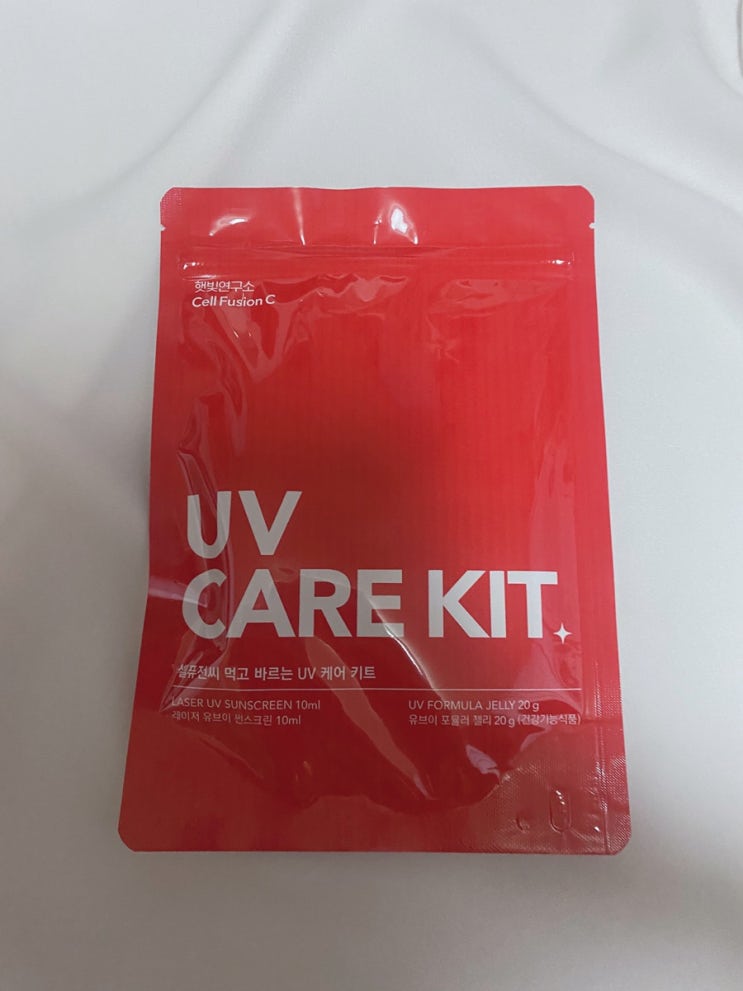 햇빛연구소
Cell Fusion C
UV
CARE KIT
셀퓨전씨 먹고 바르는 UV 케어 키트
LASER UV SUNSCREEN 10ml
레이저 유브이 썬스크린 10ml
UV FORMULA JELLY 20 g
유브이 포뮬러 젤리 20 g (건강기능식품)